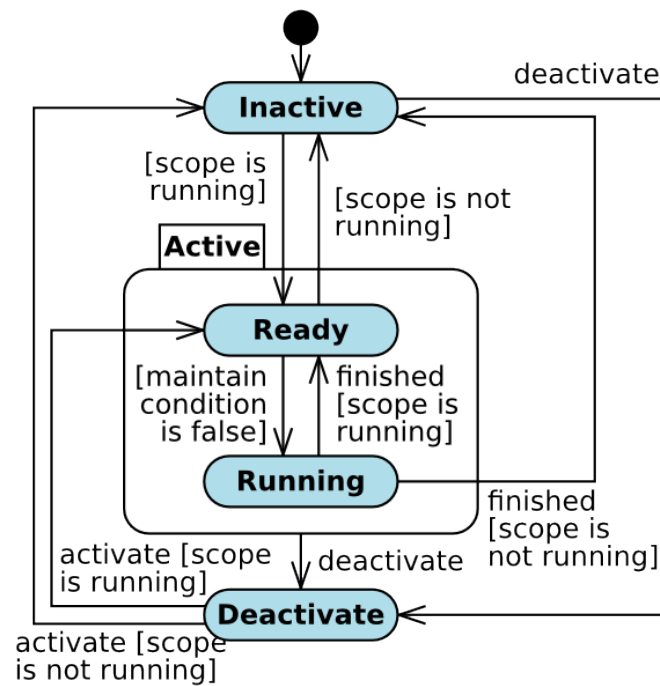 deactivate
Inactive
[scope is
running]
[scope is not
running]
Active
Ready
[maintain
condition
is false]
finished
[scope is
running]
Running
finished
[scope is
not running]
activate [scope
is running]
deactivate
Deactivate
activate [scope
is not running]